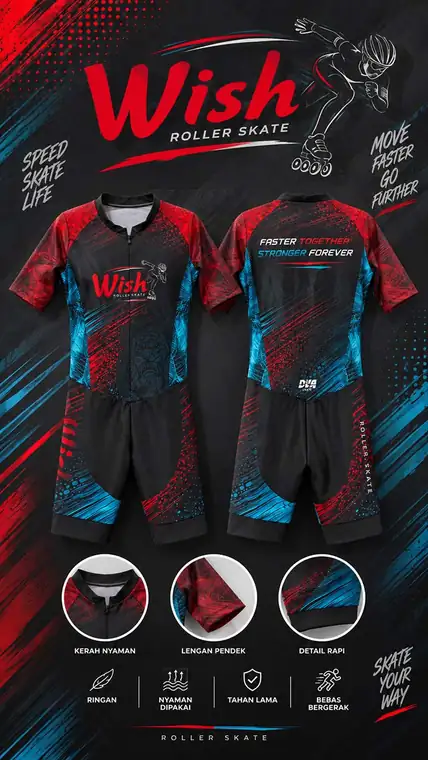 Wish
ROLLER SKATE
SPEED
SKATE
LIFE
MOVE
FASTER
GO
FURTHER
Wish
ROLLER SKATE
FASTER TOGETHER
STRONGER FOREVER
DVA
ROLLER SKATE
KERAH NYAMAN
LENGAN PENDEK
DETAIL RAPI
RINGAN
NYAMAN
DIPAKAI
TAHAN LAMA
BEBAS
BERGERAK
SKATE
YOUR
WAY
ROLLER SKATE